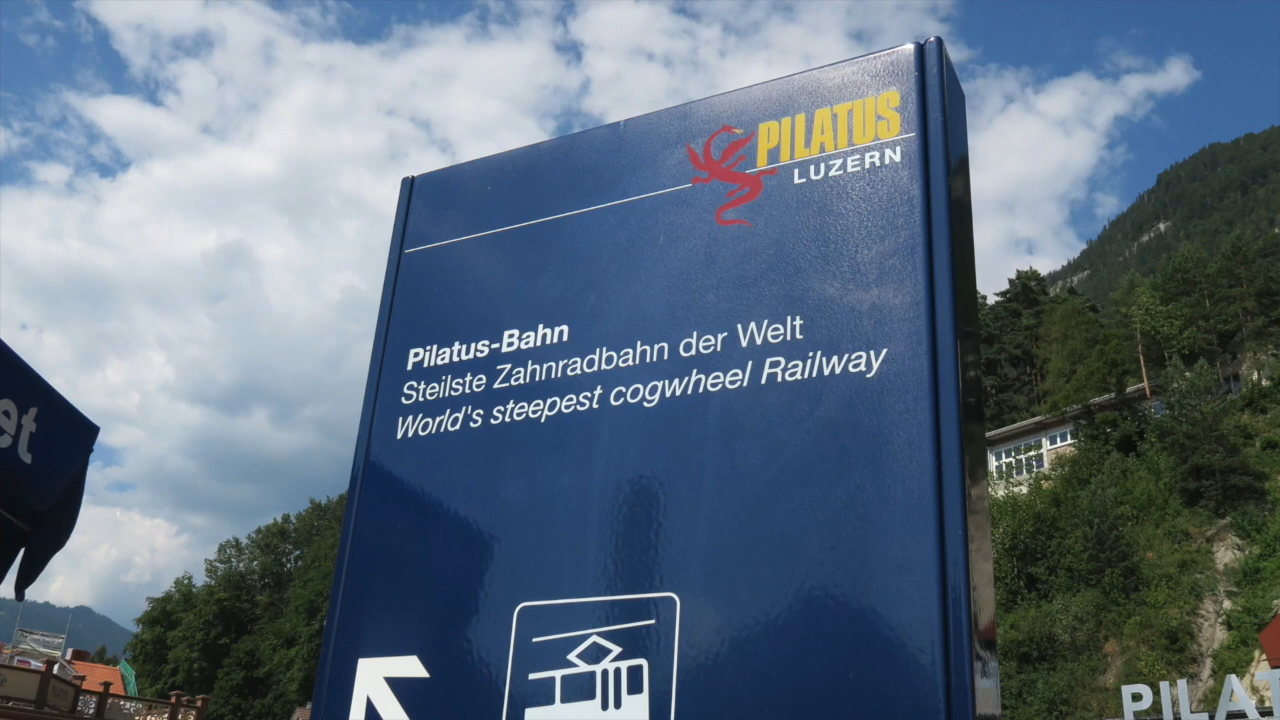 PILATUS
LUZERN
Pilatus-Bahn
Steilste Zahnradbahn der Welt
World's steepest cogwheel Railway
et
PILAT